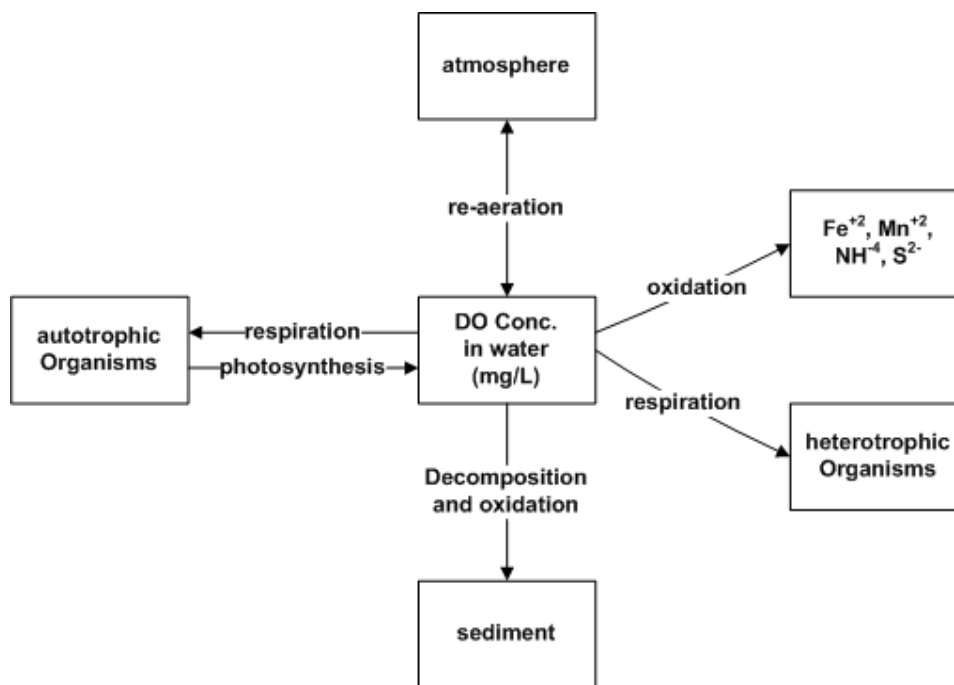 atmosphere
re-aeration
Fe⁺², Mn⁺²,
NH⁻⁴, S²⁻
oxidation
autotrophic
Organisms
respiration
photosynthesis
DO Conc.
in water
(mg/L)
respiration
heterotrophic
Organisms
Decomposition
and oxidation
sediment